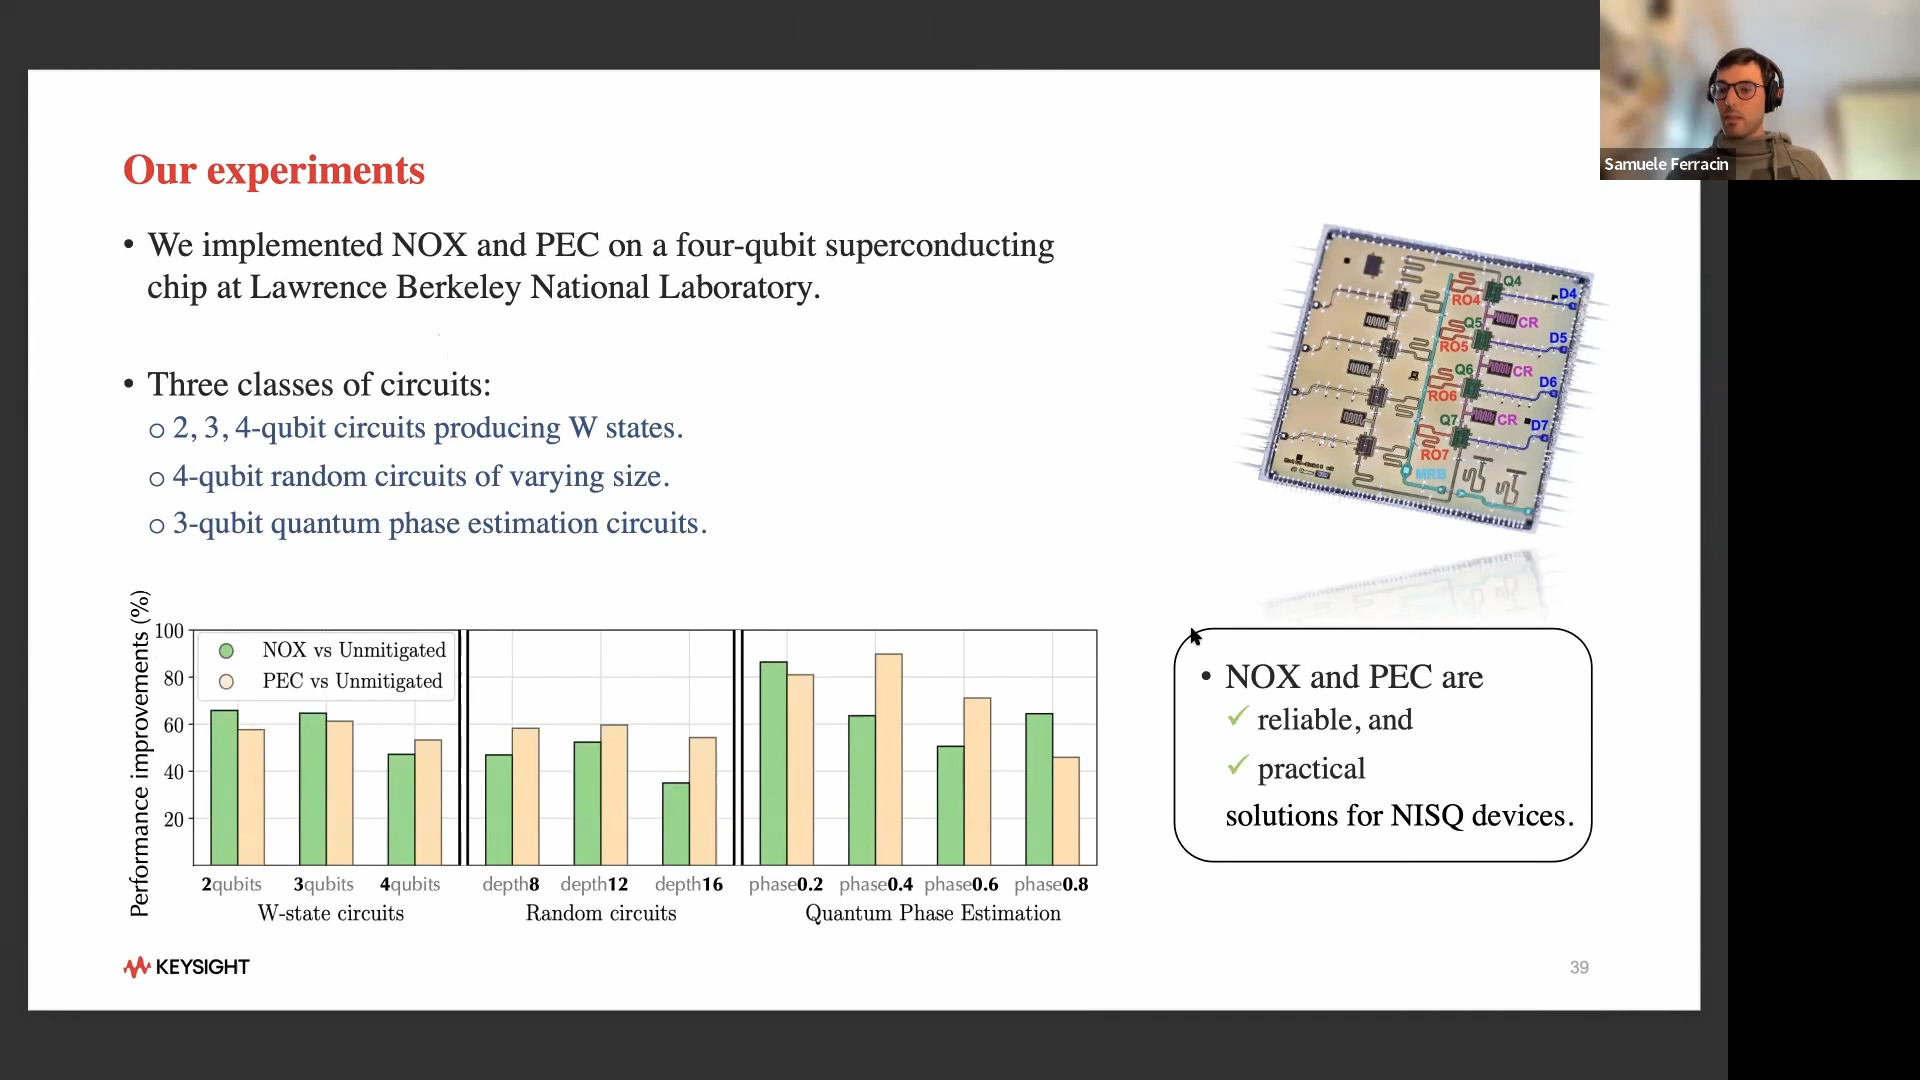 Samuele Ferracin
Our experiments
• We implemented NOX and PEC on a four-qubit superconducting
chip at Lawrence Berkeley National Laboratory.
• Three classes of circuits:
○ 2, 3, 4-qubit circuits producing W states.
○ 4-qubit random circuits of varying size.
○ 3-qubit quantum phase estimation circuits.
Q4
RO4
D4
CR
Q5
RO5
D5
CR
Q6
RO6
D6
CR
Q7
RO7
D7
MRB
Performance improvements (%)
100
80
60
40
20
NOX vs Unmitigated
PEC vs Unmitigated
2qubits 3qubits 4qubits depth8 depth12 depth16 phase0.2 phase0.4 phase0.6 phase0.8
W-state circuits Random circuits Quantum Phase Estimation
• NOX and PEC are
✓ reliable, and
✓ practical
solutions for NISQ devices.
KEYSIGHT
39